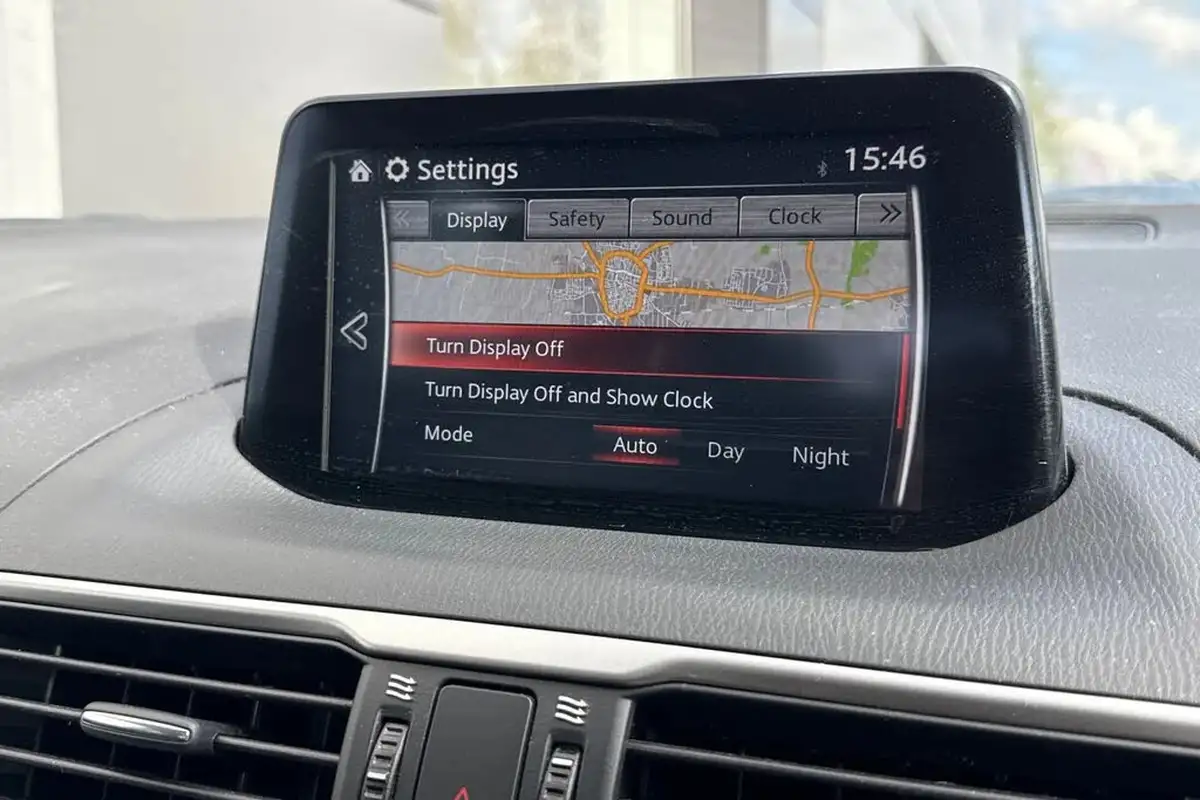 Settings 15:46
Display Safety Sound Clock
Turn Display Off
Turn Display Off and Show Clock
Mode Auto Day Night